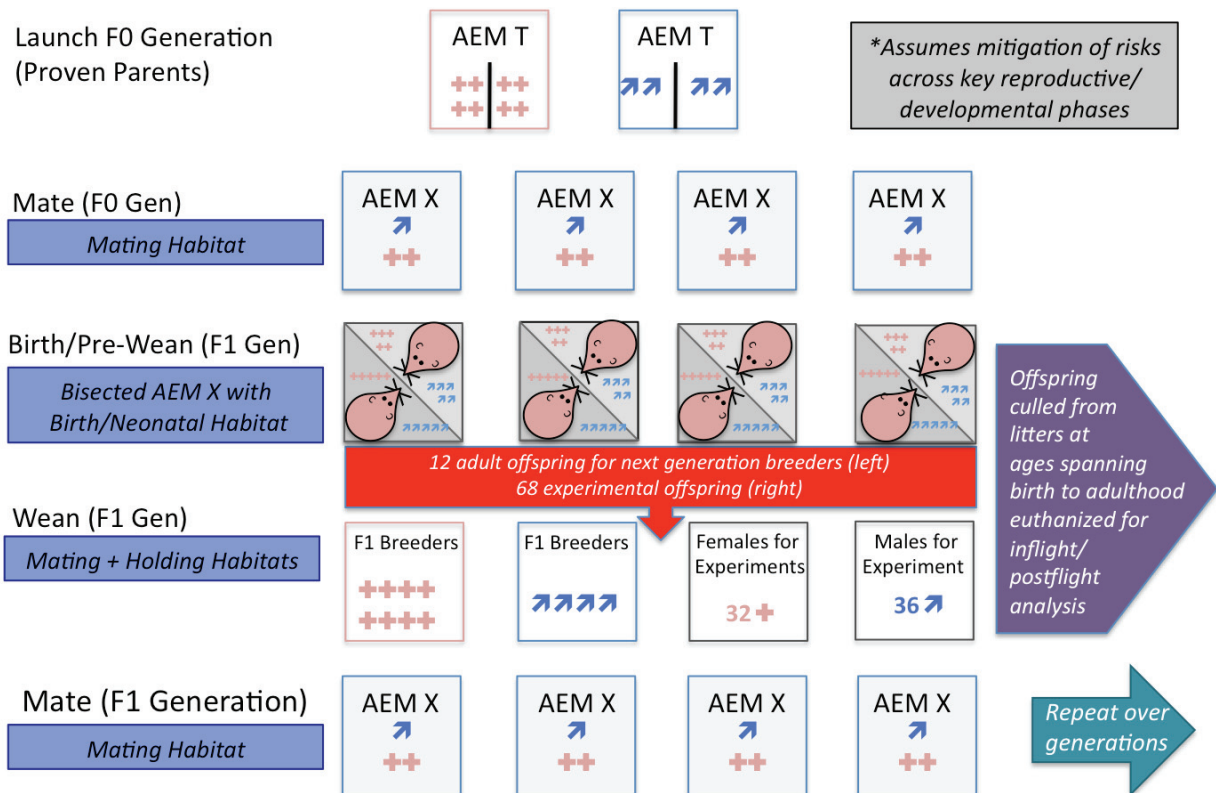 Launch F0 Generation
(Proven Parents)
AEM T
AEM T
*Assumes mitigation of risks
across key reproductive/
developmental phases
Mate (F0 Gen)
Mating Habitat
AEM X
AEM X
AEM X
AEM X
Birth/Pre-Wean (F1 Gen)
Bisected AEM X with
Birth/Neonatal Habitat
12 adult offspring for next generation breeders (left)
68 experimental offspring (right)
Offspring
culled from
litters at
ages spanning
birth to adulthood
euthanized for
inflight/
postflight
analysis
Wean (F1 Gen)
Mating + Holding Habitats
F1 Breeders
F1 Breeders
Females for
Experiments
32
Males for
Experiment
36
Mate (F1 Generation)
Mating Habitat
AEM X
AEM X
AEM X
AEM X
Repeat over
generations